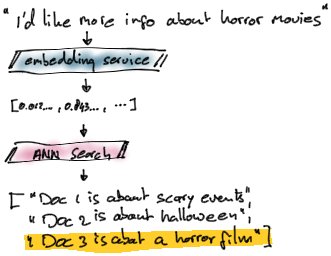 "I'd like more info about horror movies"
// embedding service //
[0.012..., 0.843..., ...]
// ANN Search //
["Doc 1 is about scary events",
"Doc 2 is about halloween",
"Doc 3 is about a horror film"]